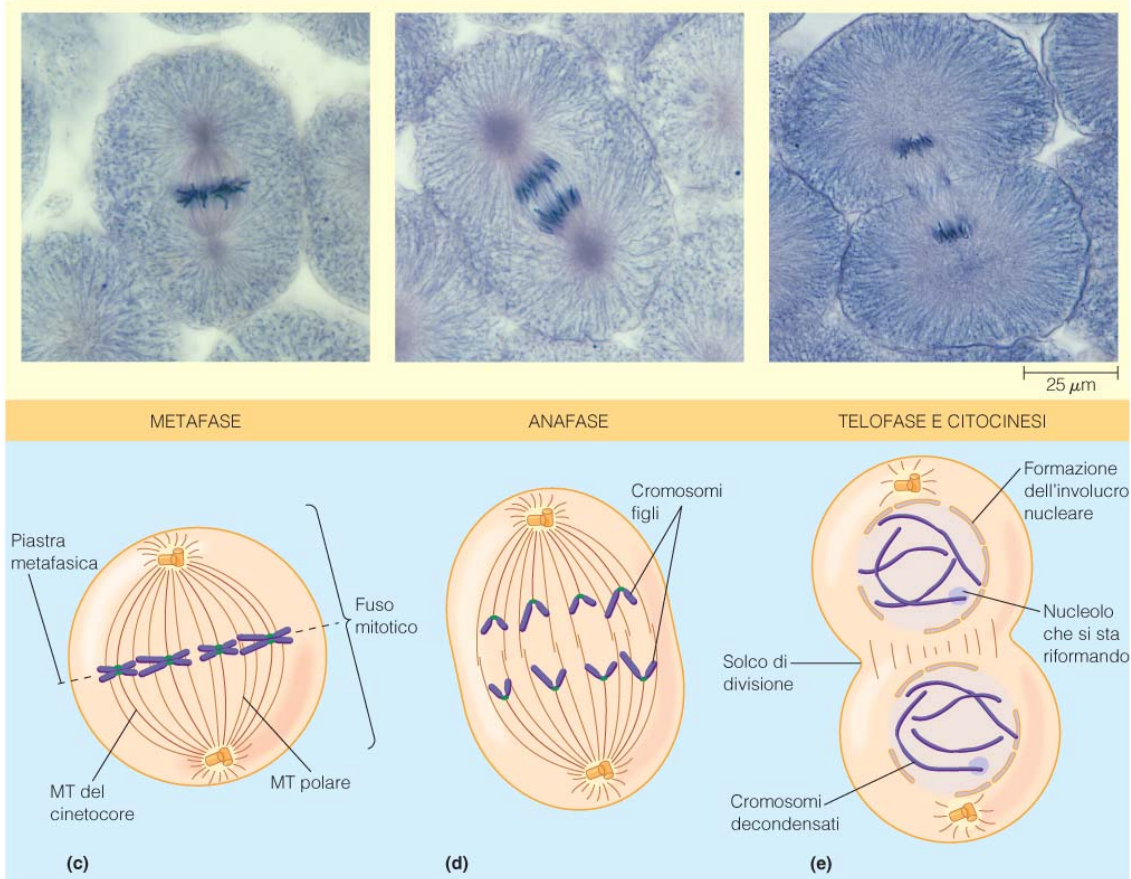 25 μm
METAFASE
ANAFASE
TELOFASE E CITOCINESI
Piastra
metafasica
Fuso
mitotico
MT del
cinetocore
MT polare
(c)
Cromosomi
figli
(d)
Formazione
dell'involucro
nucleare
Nucleolo
che si sta
riformando
Solco di
divisione
Cromosomi
decondensati
(e)